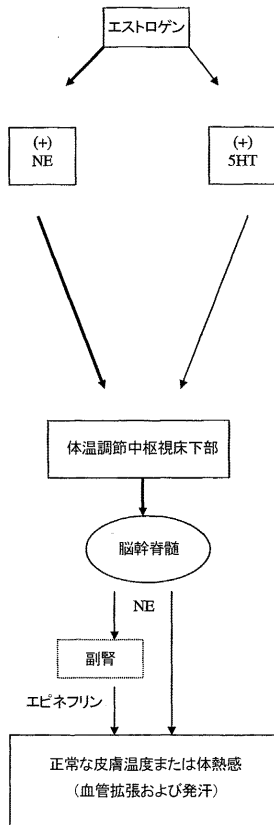 エストロゲン
(+)
NE
(+)
5HT
体温調節中枢視床下部
脳幹脊髄
NE
副腎
エピネフリン
正常な皮膚温度または体熱感
(血管拡張および発汗)